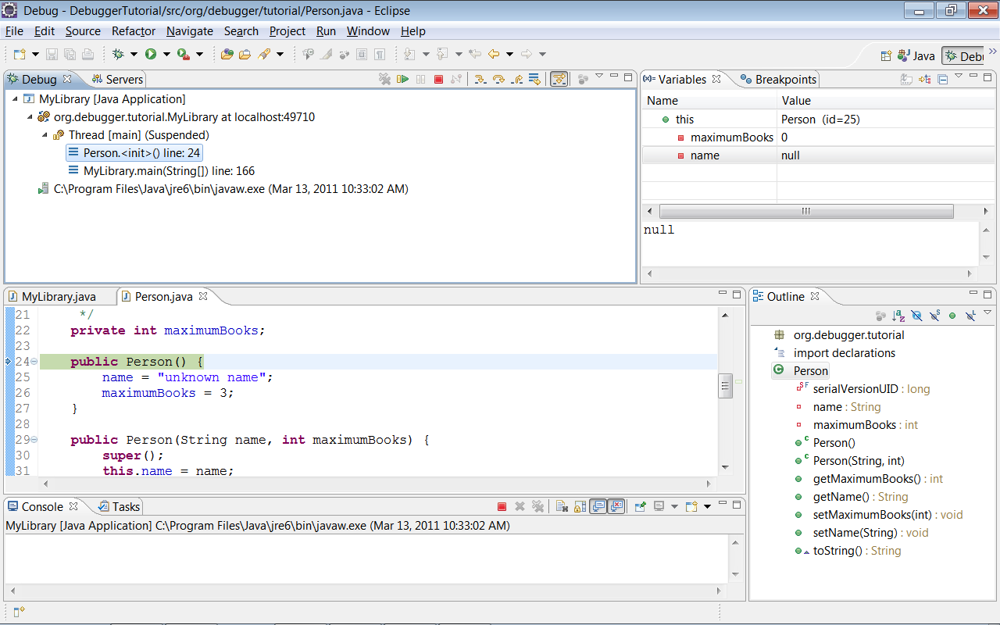 Debug - DebuggerTutorial/src/org/debugger/tutorial/Person.java - Eclipse
File Edit Source Refactor Navigate Search Project Run Window Help
Java
Debu
Debug Servers
MyLibrary [Java Application]
org.debugger.tutorial.MyLibrary at localhost:49710
Thread [main] (Suspended)
Person.<init>() line: 24
MyLibrary.main(String[]) line: 166
C:\Program Files\Java\jre6\bin\javaw.exe (Mar 13, 2011 10:33:02 AM)
(x)= Variables Breakpoints
Name Value
this Person (id=25)
maximumBooks 0
name null
null
MyLibrary.java Person.java
21 */
22 private int maximumBooks;
23
24 public Person() {
25 name = "unknown name";
26 maximumBooks = 3;
27 }
28
29 public Person(String name, int maximumBooks) {
30 super();
31 this.name = name;
Outline
org.debugger.tutorial
import declarations
Person
serialVersionUID : long
name : String
maximumBooks : int
Person()
Person(String, int)
getMaximumBooks() : int
getName() : String
setMaximumBooks(int) : void
setName(String) : void
toString() : String
Console Tasks
MyLibrary [Java Application] C:\Program Files\Java\jre6\bin\javaw.exe (Mar 13, 2011 10:33:02 AM)